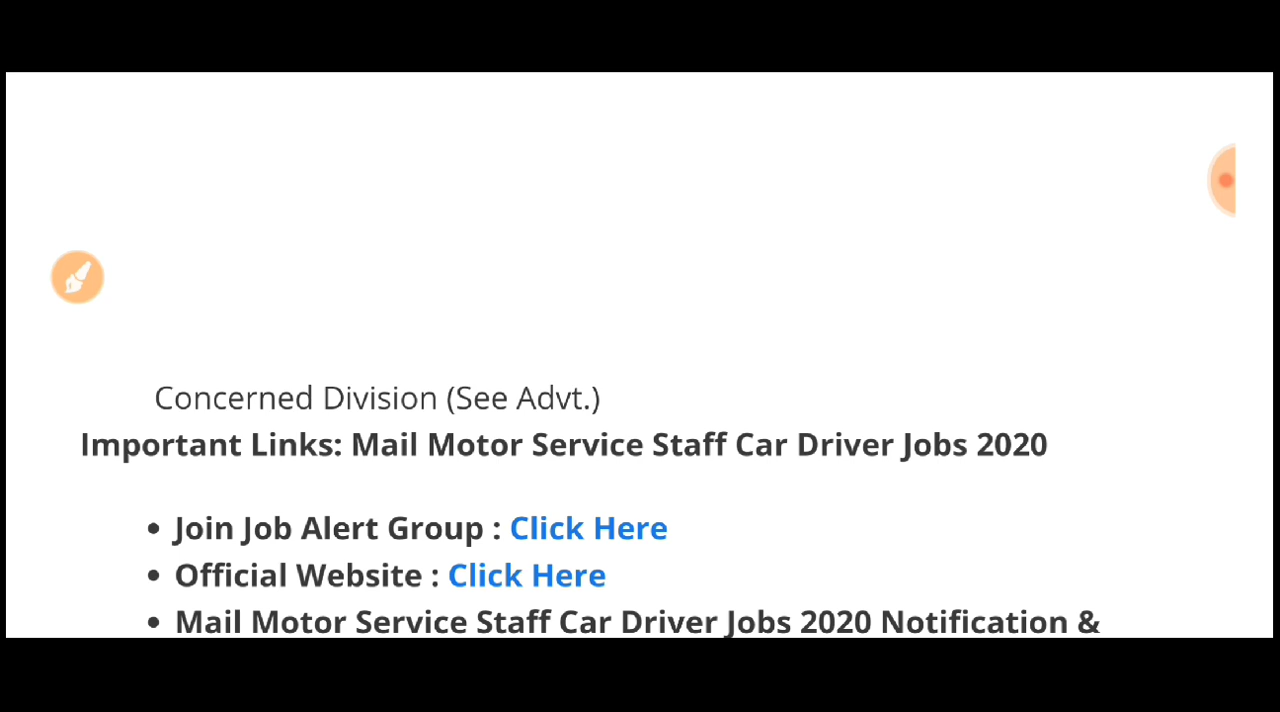 Concerned Division (See Advt.)
Important Links: Mail Motor Service Staff Car Driver Jobs 2020
• Join Job Alert Group : Click Here
• Official Website : Click Here
• Mail Motor Service Staff Car Driver Jobs 2020 Notification &